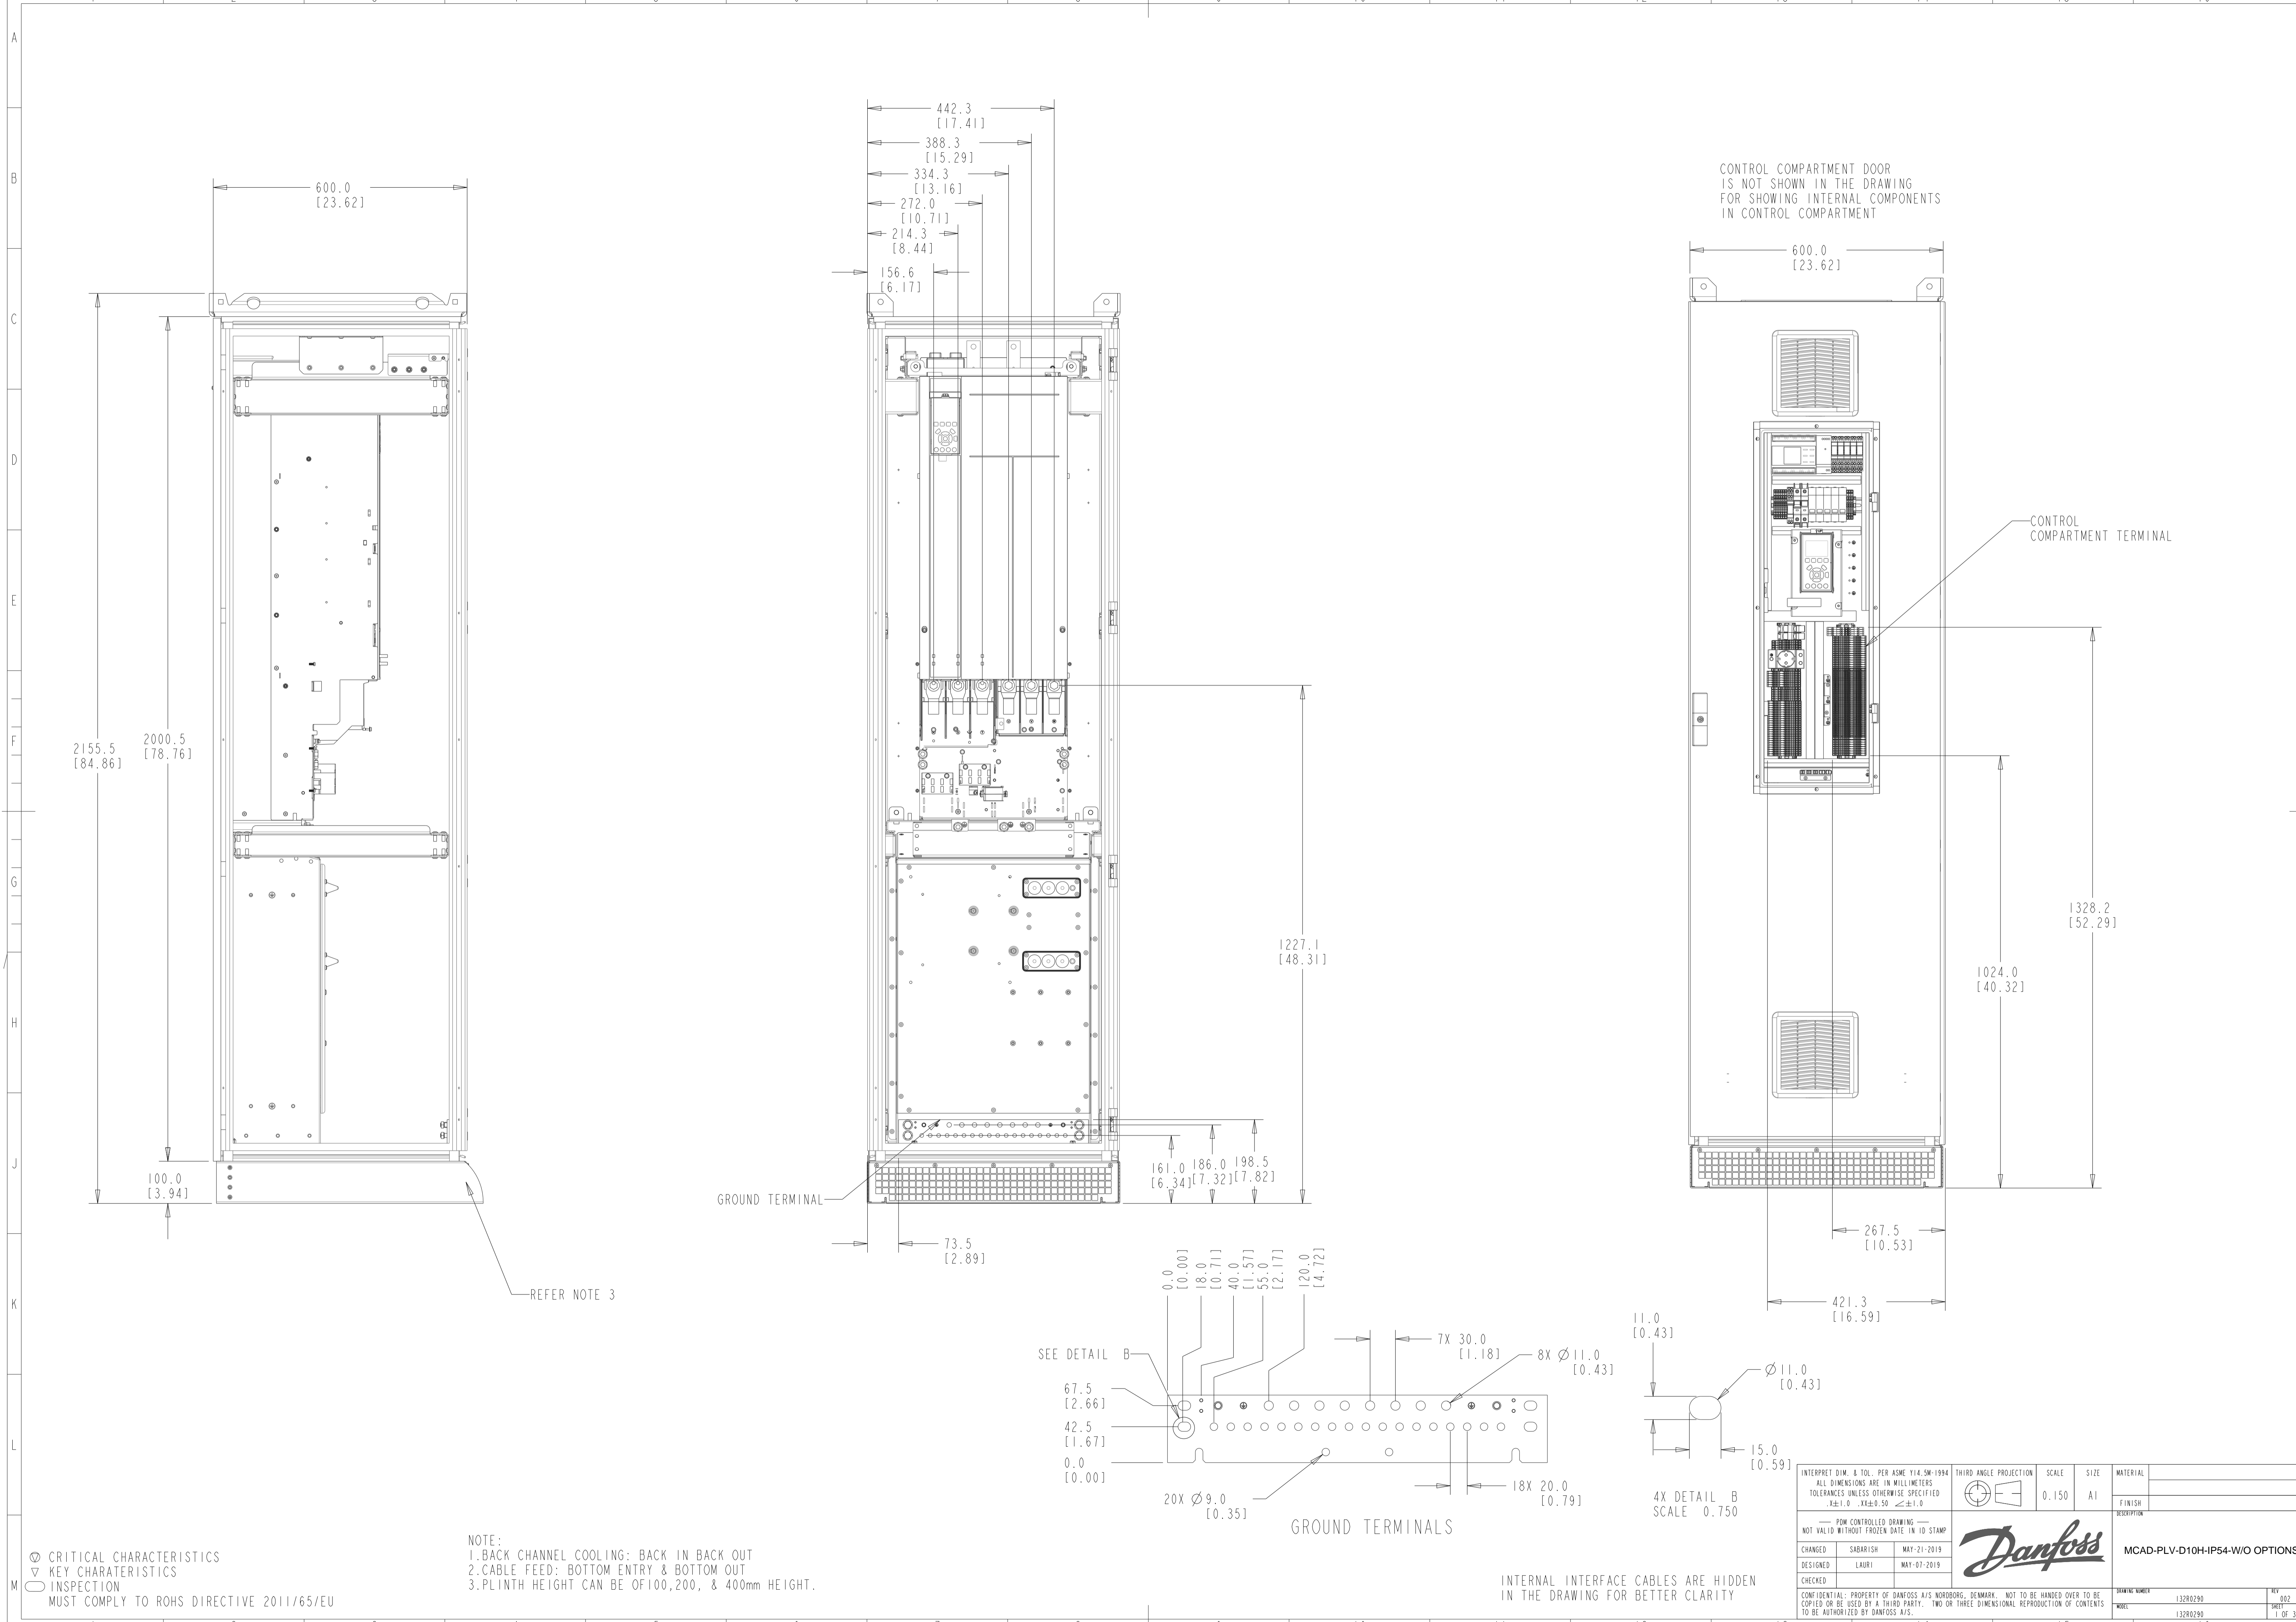 A
B
C
D
E
F
G
H
J
K
L
M
600.0
[23.62]
2155.5
[84.86]
2000.5
[78.76]
100.0
[3.94]
REFER NOTE 3
442.3
[17.41]
388.3
[15.29]
334.3
[13.16]
272.0
[10.71]
214.3
[8.44]
156.6
[6.17]
1227.1
[48.31]
161.0
[6.34]
186.0
[7.32]
198.5
[7.82]
GROUND TERMINAL
73.5
[2.89]
CONTROL COMPARTMENT DOOR
IS NOT SHOWN IN THE DRAWING
FOR SHOWING INTERNAL COMPONENTS
IN CONTROL COMPARTMENT
600.0
[23.62]
CONTROL
COMPARTMENT TERMINAL
1328.2
[52.29]
1024.0
[40.32]
267.5
[10.53]
421.3
[16.59]
0.0
[0.00]
18.0
[0.71]
40.0
[1.57]
55.0
[2.17]
120.0
[4.72]
SEE DETAIL B
67.5
[2.66]
42.5
[1.67]
0.0
[0.00]
7X 30.0
[1.18]
8X Ø11.0
[0.43]
20X Ø9.0
[0.35]
18X 20.0
[0.79]
GROUND TERMINALS
11.0
[0.43]
Ø11.0
[0.43]
15.0
[0.59]
4X DETAIL B
SCALE 0.750
CRITICAL CHARACTERISTICS
KEY CHARATERISTICS
INSPECTION
MUST COMPLY TO ROHS DIRECTIVE 2011/65/EU
NOTE:
1.BACK CHANNEL COOLING: BACK IN BACK OUT
2.CABLE FEED: BOTTOM ENTRY & BOTTOM OUT
3.PLINTH HEIGHT CAN BE OF100,200, & 400mm HEIGHT.
INTERNAL INTERFACE CABLES ARE HIDDEN
IN THE DRAWING FOR BETTER CLARITY
INTERPRET DIM. & TOL. PER ASME Y14.5M-1994
ALL DIMENSIONS ARE IN MILLIMETERS
TOLERANCES UNLESS OTHERWISE SPECIFIED
.X±1.0 .XX±0.50 ∠±1.0
THIRD ANGLE PROJECTION
SCALE
0.150
SIZE
A1
MATERIAL
FINISH
PDM CONTROLLED DRAWING
NOT VALID WITHOUT FROZEN DATE IN ID STAMP
CHANGED SABARISH MAY-21-2019
DESIGNED LAURI MAY-07-2019
CHECKED
Danfoss
DESCRIPTION
MCAD-PLV-D10H-IP54-W/O OPTIONS
CONFIDENTIAL: PROPERTY OF DANFOSS A/S NORDBORG, DENMARK. NOT TO BE HANDED OVER TO BE
COPIED OR BE USED BY A THIRD PARTY. TWO OR THREE DIMENSIONAL REPRODUCTION OF CONTENTS
TO BE AUTHORIZED BY DANFOSS A/S.
DRAWING NUMBER
132R0290
REV
002
MODEL
132R0290
SHEET
1 OF 3